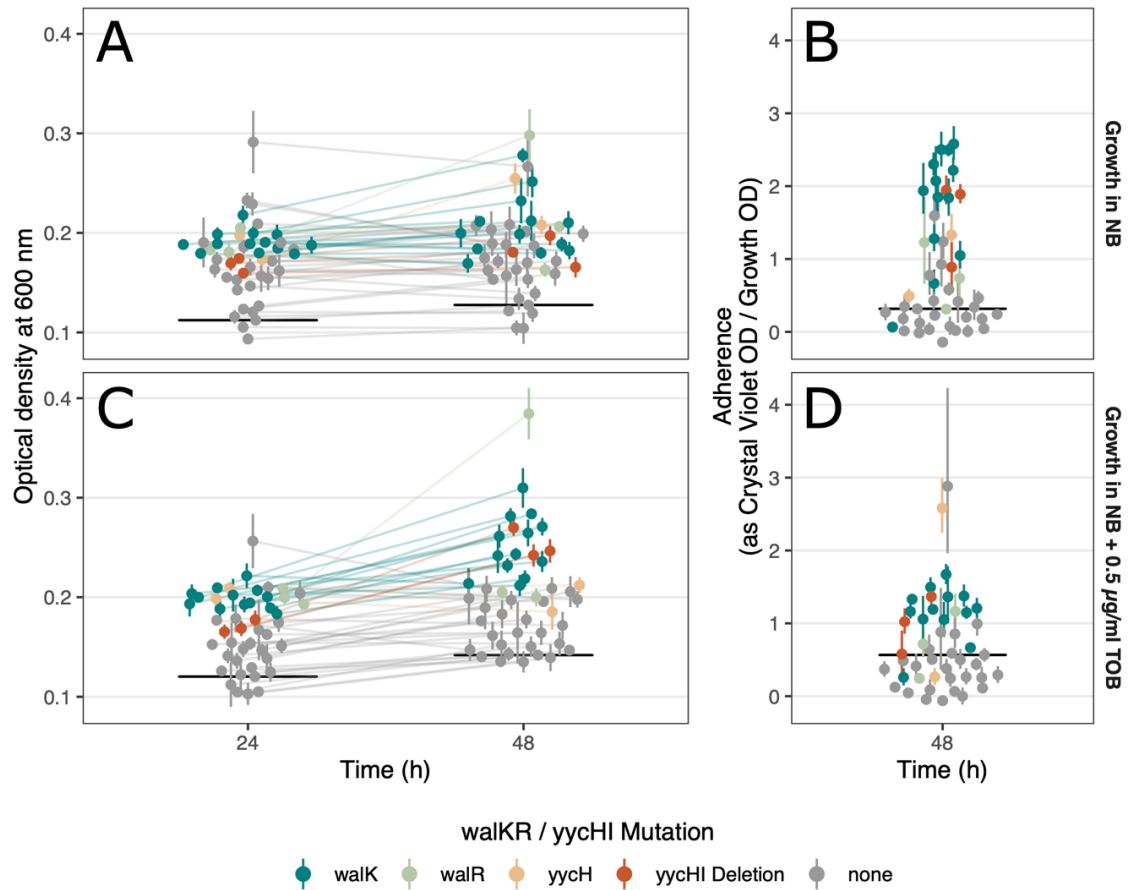 A
B
0.4
0.3
0.2
0.1
4
3
2
1
0
Growth in NB
C
D
0.4
0.3
0.2
0.1
4
3
2
1
0
Growth in NB + 0.5 µg/ml TOB
Optical density at 600 nm
Adherence
(as Crystal Violet OD / Growth OD)
24
48
48
Time (h)
Time (h)
walKR / yycHI Mutation
walK
walR
yycH
yycHI Deletion
none